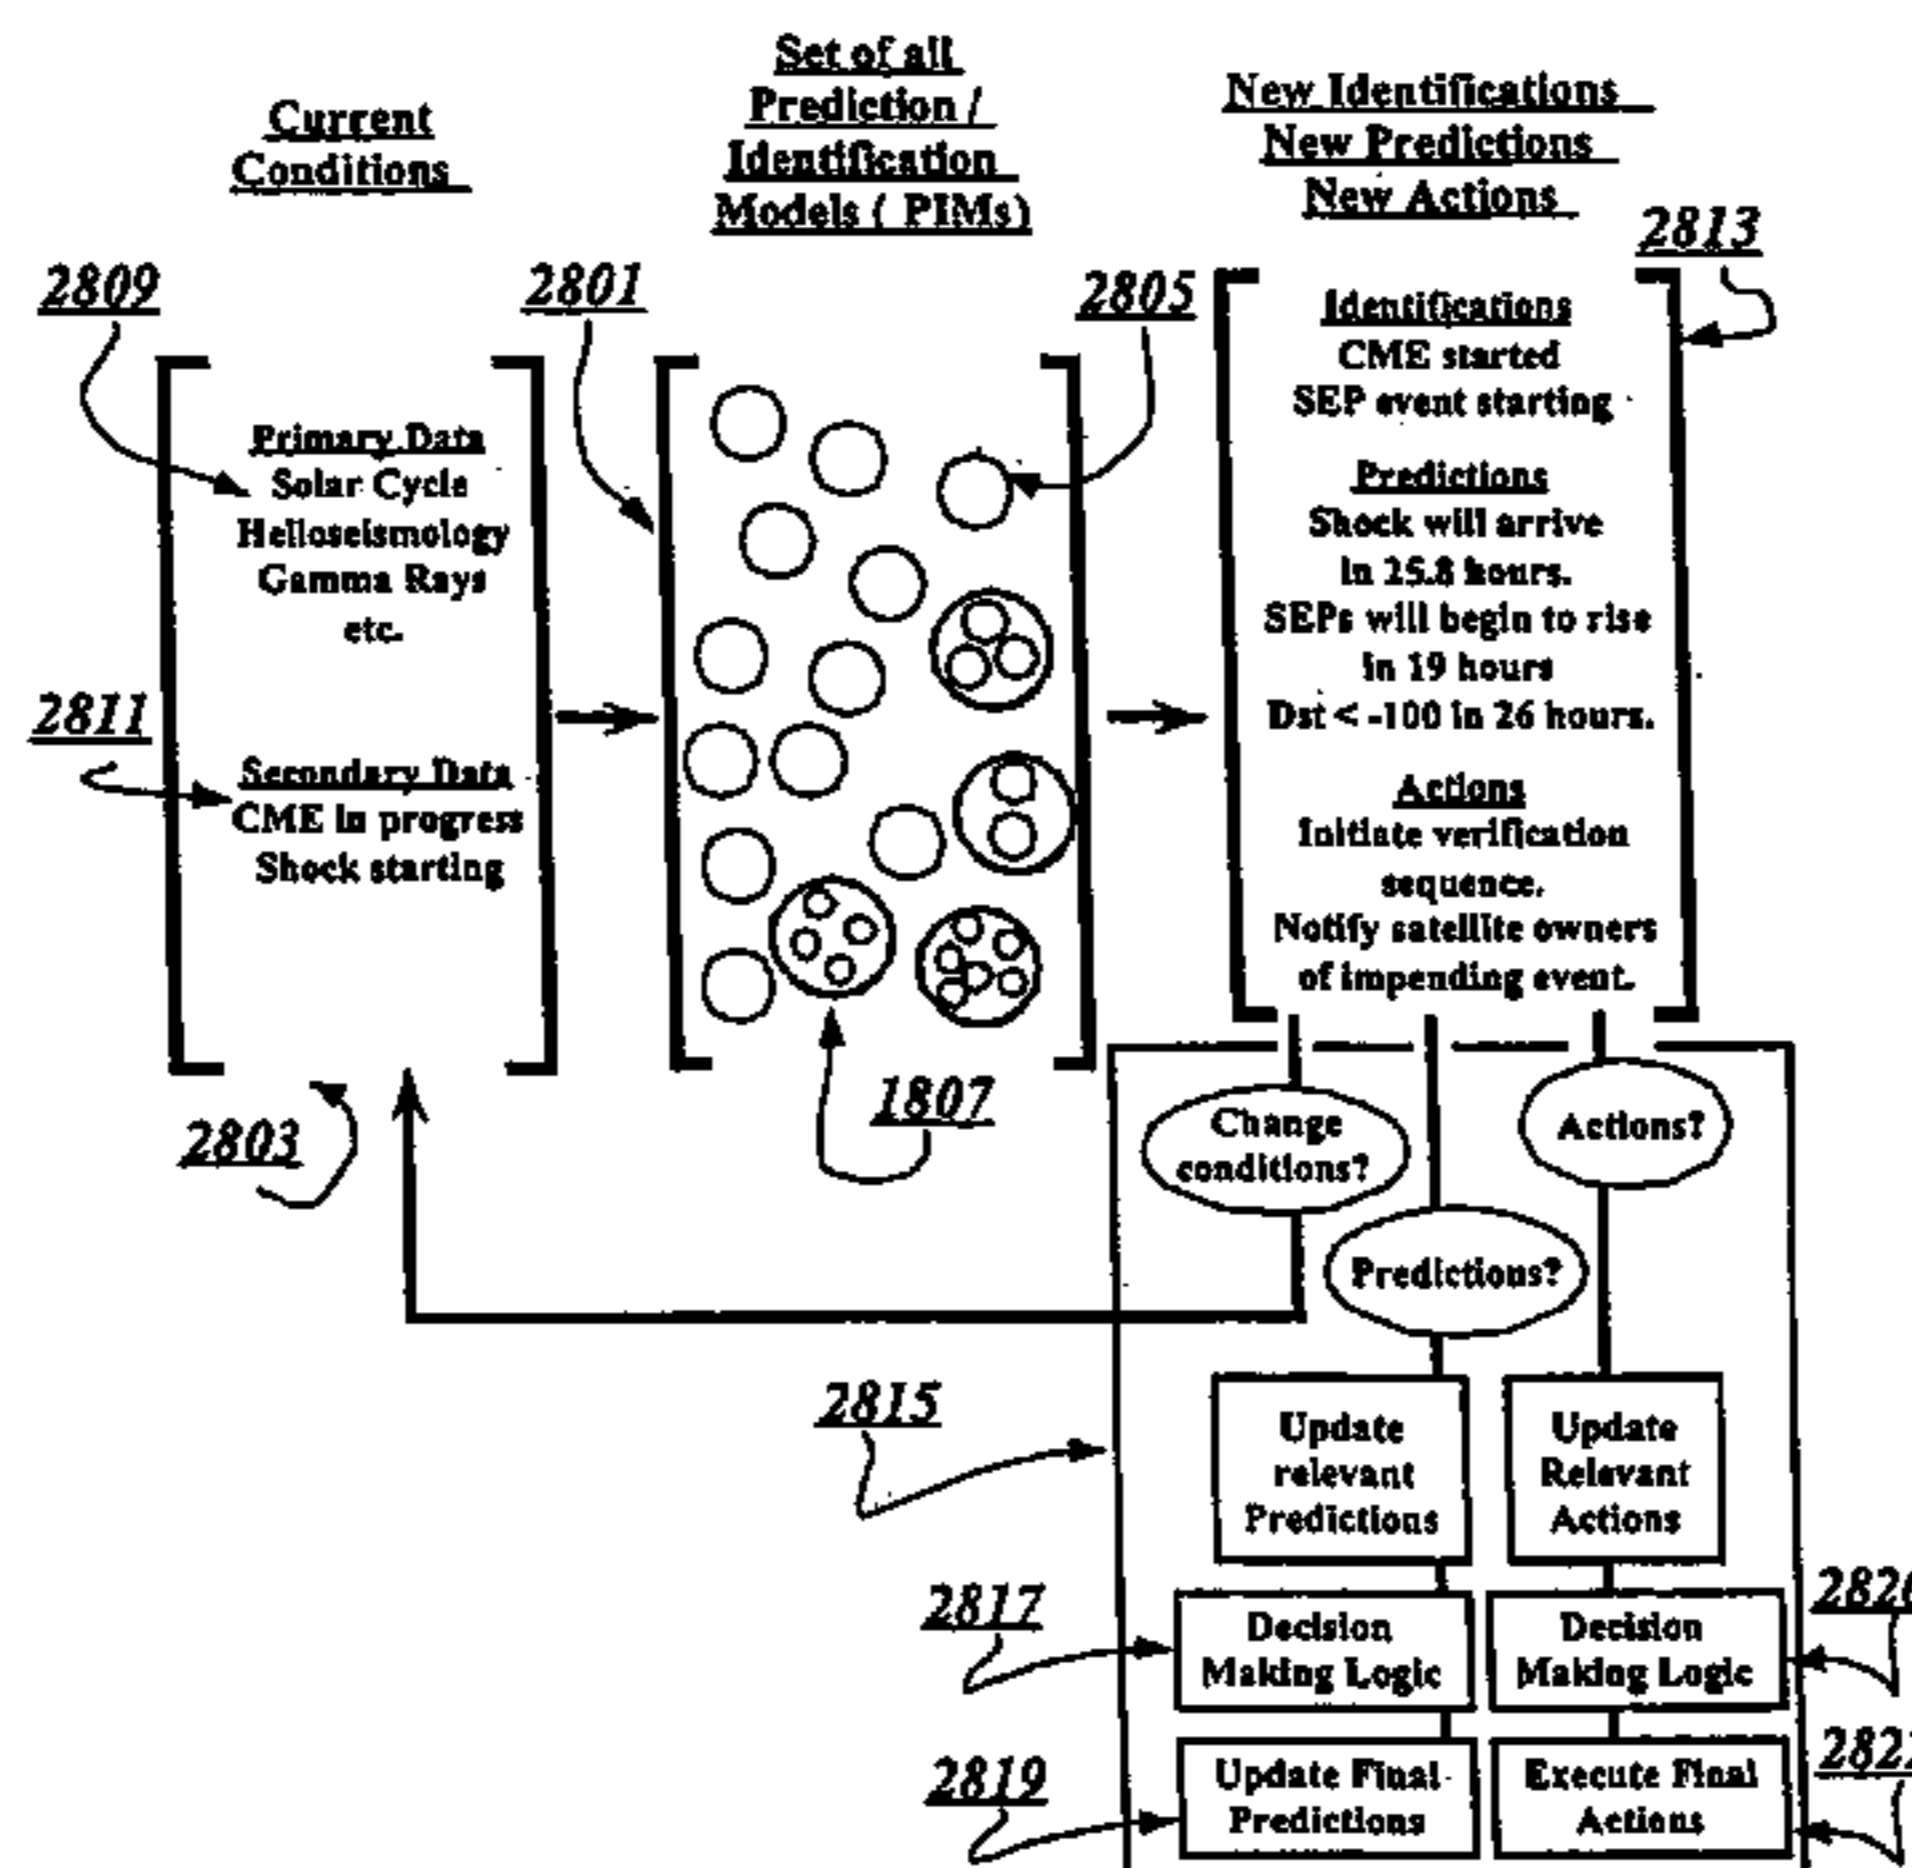 Current
Conditions
Set of all
Prediction /
Identification
Models ( PIMs)
New Identifications
New Predictions
New Actions
2809
2801
2805
2813
Primary Data
Solar Cycle
Helloseismology
Gamma Rays
etc.
2811
Secondary Data
CME in progress
Shock starting
2803
1807
Identifications
CME started
SEP event starting
Predictions
Shock will arrive
in 25.8 hours.
SEPs will begin to rise
in 19 hours
Dst < -100 in 26 hours.
Actions
Initiate verification
sequence.
Notify satellite owners
of impending event.
Change
conditions?
Actions?
Predictions?
2815
Update
relevant
Predictions
Update
Relevant
Actions
2817
Decision
Making Logic
Decision
Making Logic
2819
Update Final
Predictions
Execute Final
Actions